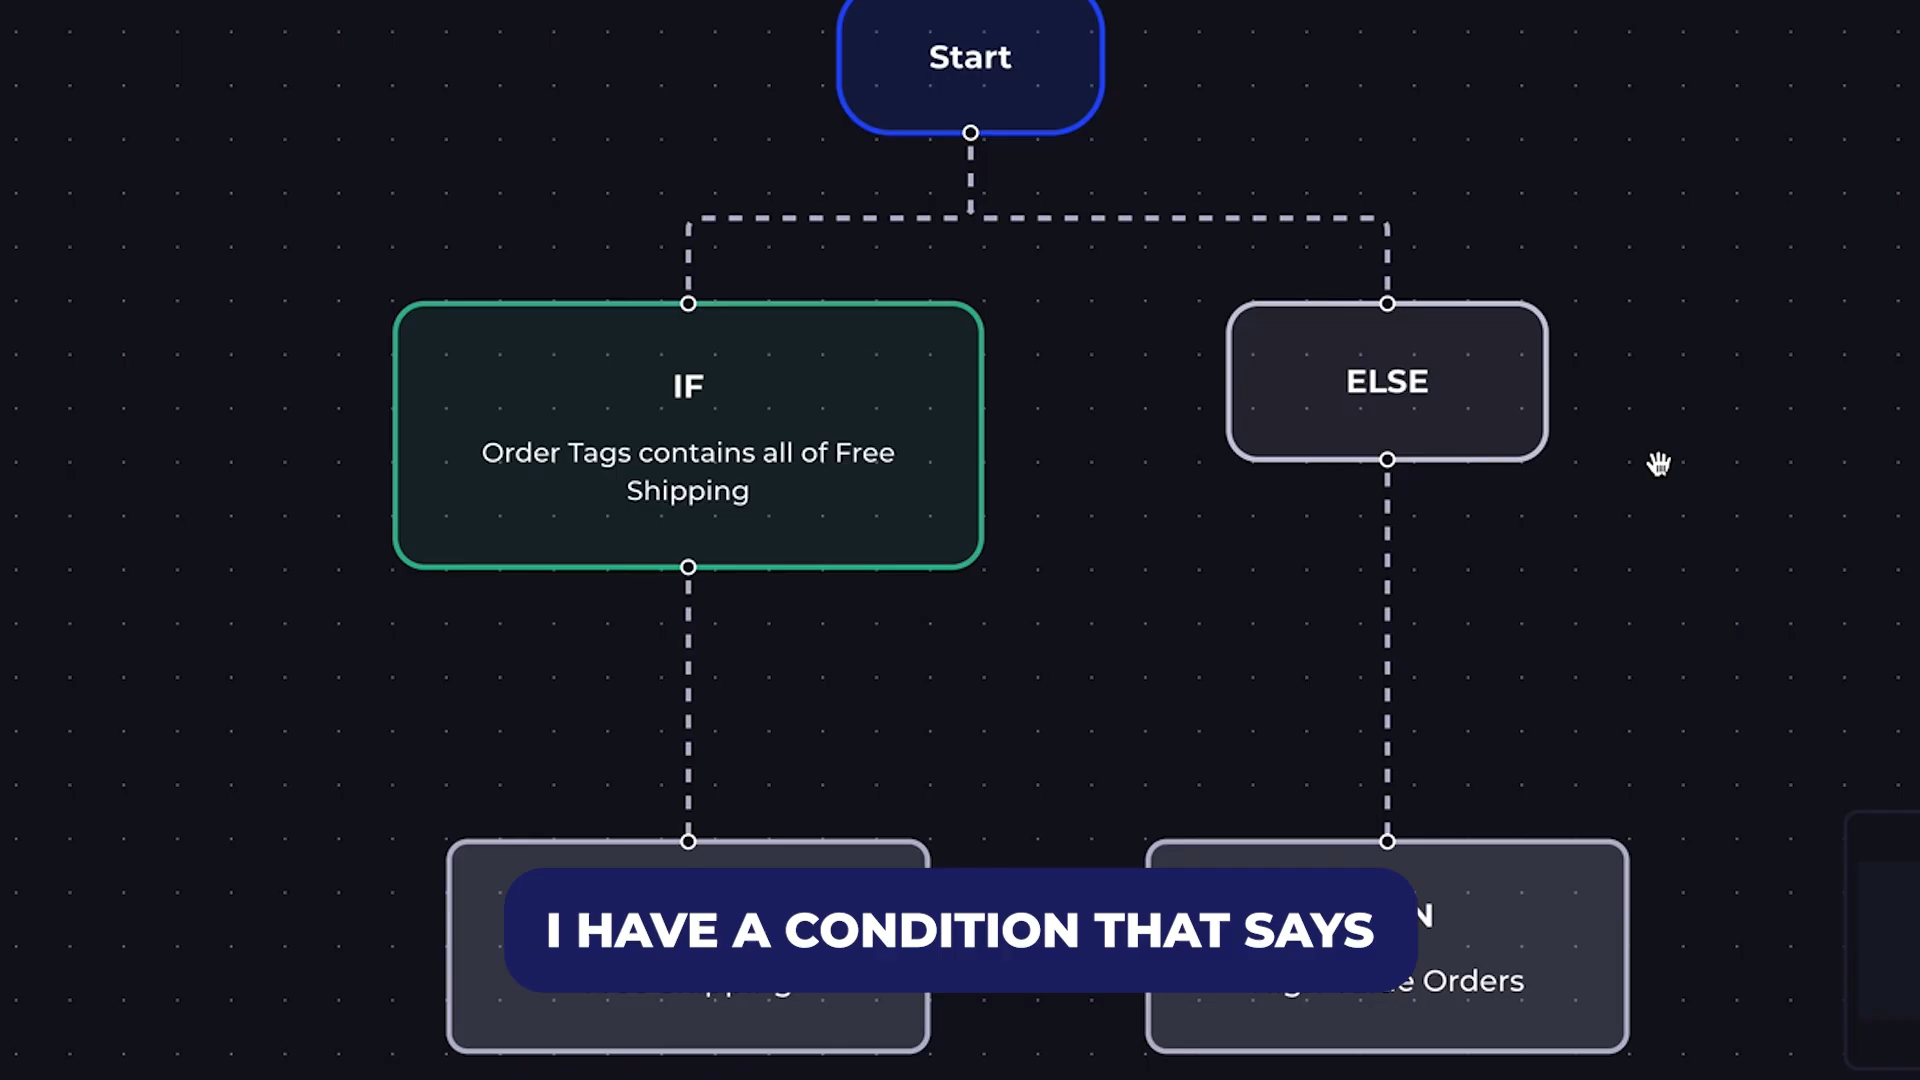 Start
IF
Order Tags contains all of Free
Shipping
ELSE
I HAVE A CONDITION THAT SAYS
Orders